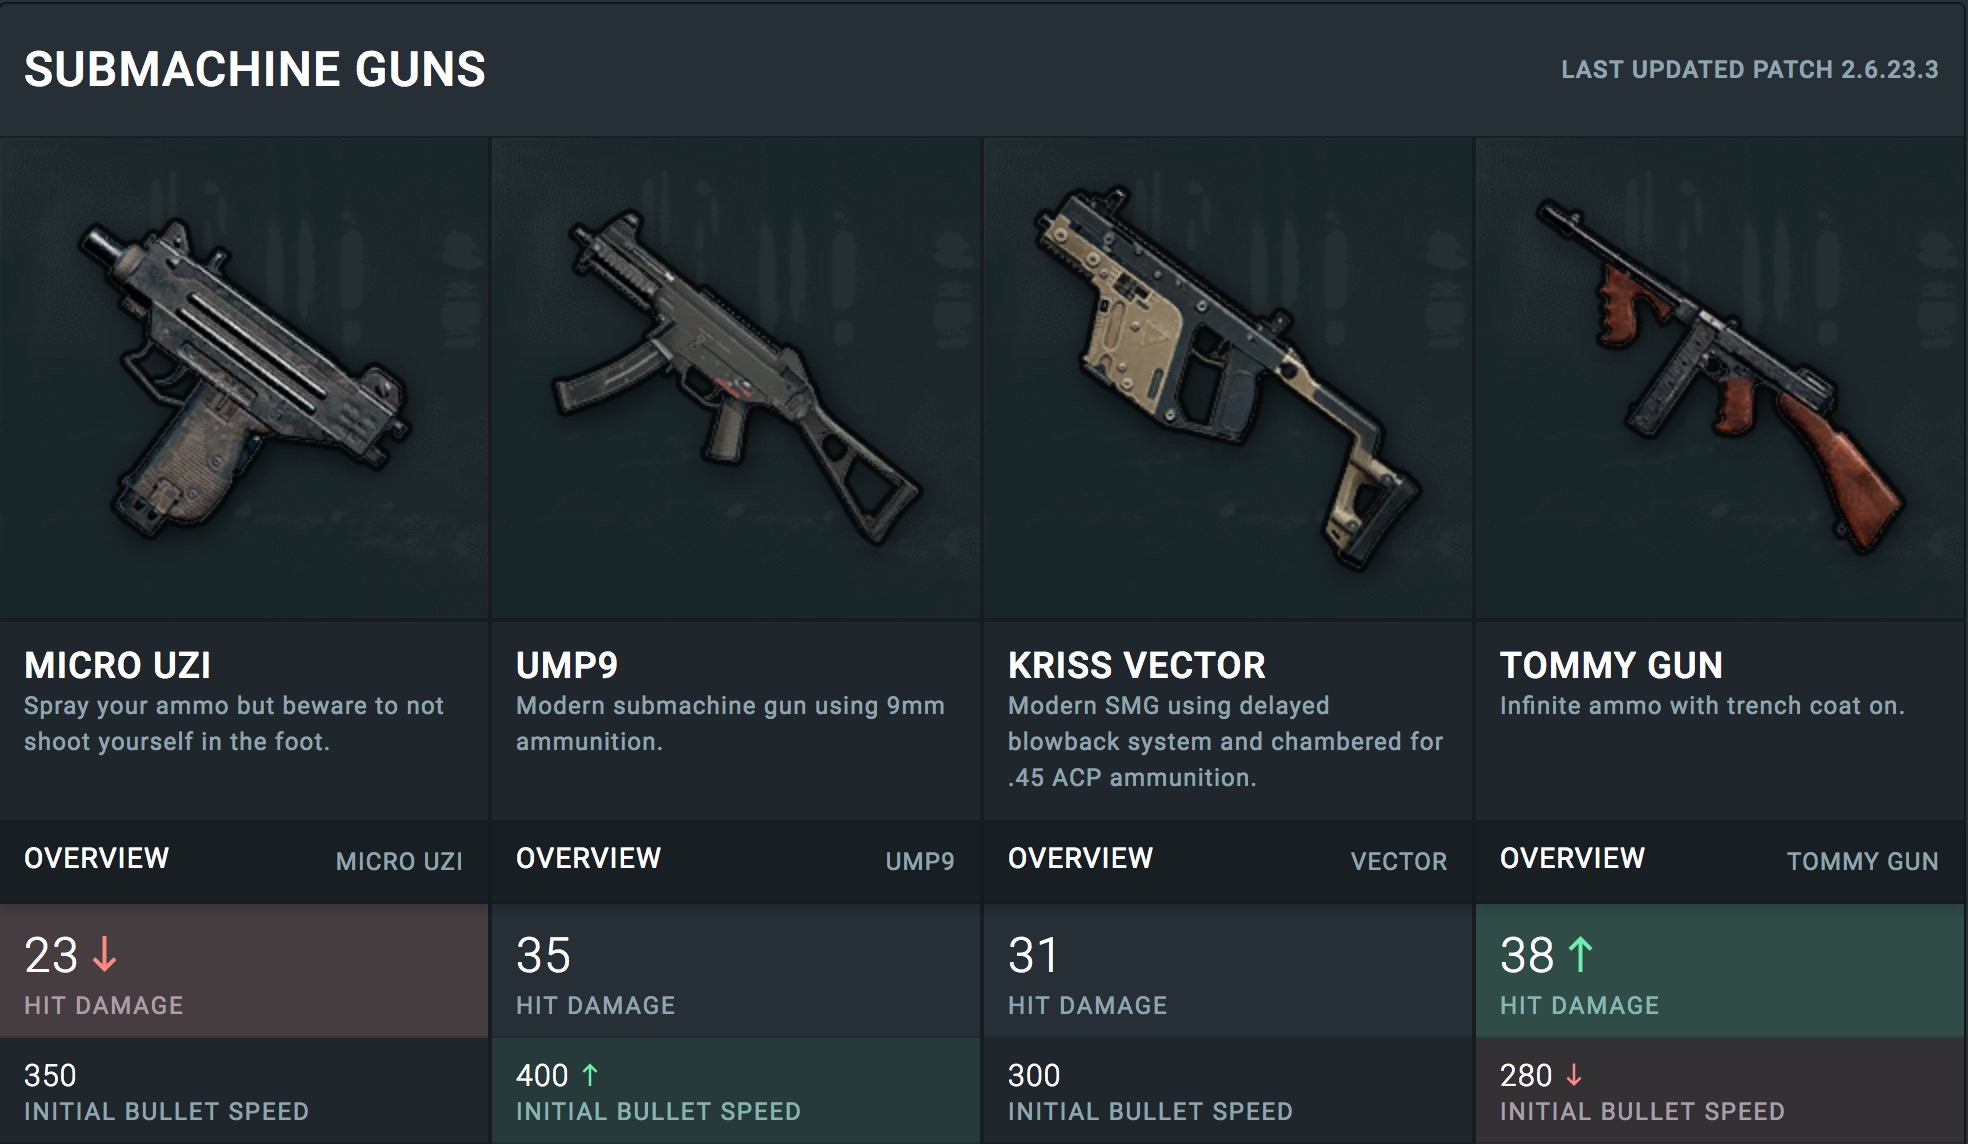 SUBMACHINE GUNS
LAST UPDATED PATCH 2.6.23.3
MICRO UZI
Spray your ammo but beware to not
shoot yourself in the foot.
UMP9
Modern submachine gun using 9mm
ammunition.
KRISS VECTOR
Modern SMG using delayed
blowback system and chambered for
.45 ACP ammunition.
TOMMY GUN
Infinite ammo with trench coat on.
OVERVIEW MICRO UZI
OVERVIEW UMP9
OVERVIEW VECTOR
OVERVIEW TOMMY GUN
23 ↓
HIT DAMAGE
35
HIT DAMAGE
31
HIT DAMAGE
38 ↑
HIT DAMAGE
350
INITIAL BULLET SPEED
400 ↑
INITIAL BULLET SPEED
300
INITIAL BULLET SPEED
280 ↓
INITIAL BULLET SPEED